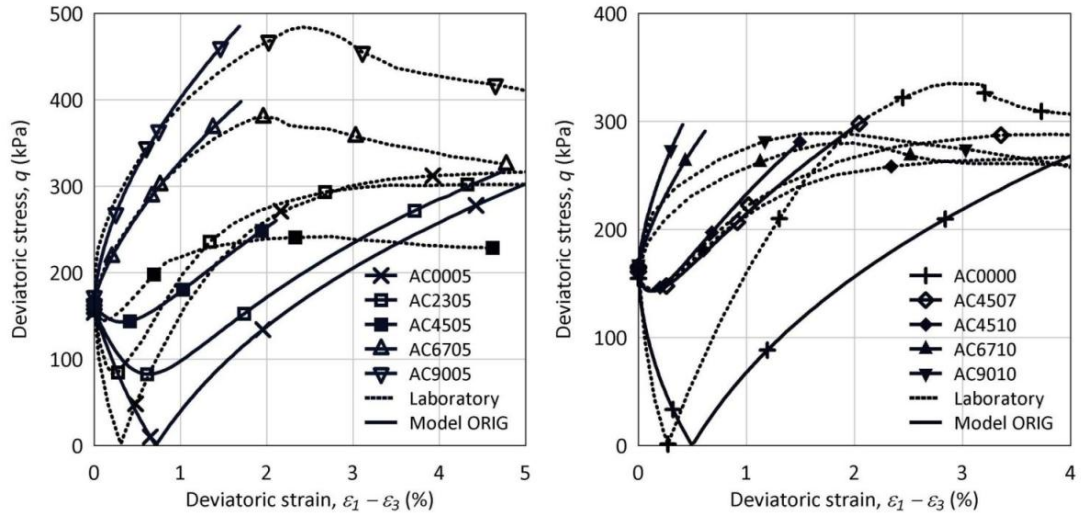 500
400
300
200
100
0
0 1 2 3 4 5
Deviatoric stress, q (kPa)
Deviatoric strain, ε1 – ε3 (%)
AC0005
AC2305
AC4505
AC6705
AC9005
Laboratory
Model ORIG
400
300
200
100
0
0 1 2 3 4
Deviatoric stress, q (kPa)
Deviatoric strain, ε1 – ε3 (%)
AC0000
AC4507
AC4510
AC6710
AC9010
Laboratory
Model ORIG